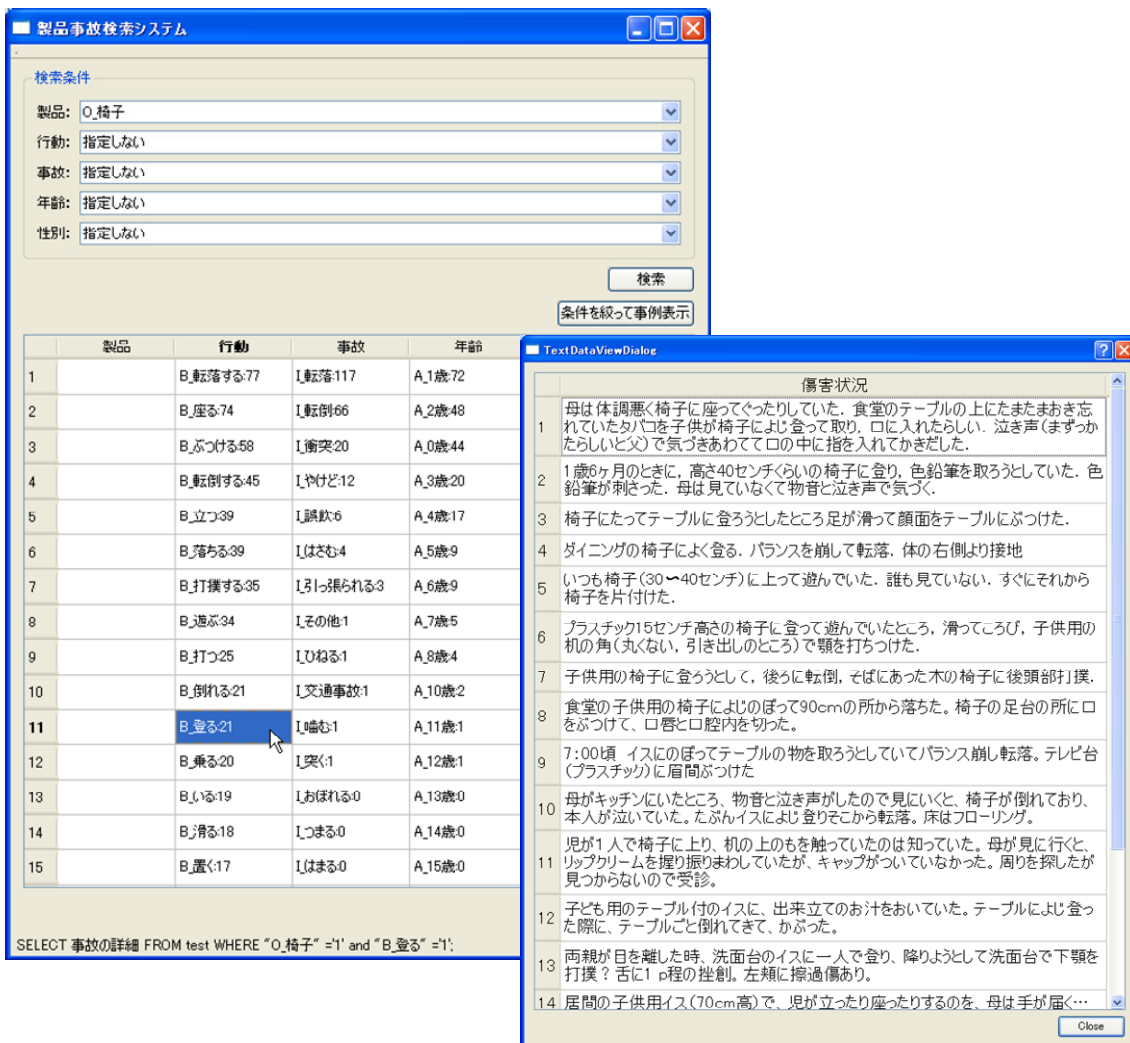 製品事故検索システム
検索条件
製品: O_椅子
行動: 指定しない
事故: 指定しない
年齢: 指定しない
性別: 指定しない
検索
条件を絞って事例表示
製品 行動 事故 年齢
1 B_転落する:77 I_転落:117 A_1歳:72
2 B_座る:74 I_転倒:66 A_2歳:48
3 B_ぶつける:58 I_衝突:20 A_0歳:44
4 B_転倒する:45 I_やけど:12 A_3歳:20
5 B_立つ:39 I_誤飲:6 A_4歳:17
6 B_落ちる:39 I_はさむ:4 A_5歳:9
7 B_打撲する:35 I_引っ張られる:3 A_6歳:9
8 B_遊ぶ:34 I_その他:1 A_7歳:5
9 B_打つ:25 I_ひねる:1 A_8歳:4
10 B_倒れる:21 I_交通事故:1 A_10歳:2
11 B_登る:21 I_噛む:1 A_11歳:1
12 B_乗る:20 I_突く:1 A_12歳:1
13 B_いる:19 I_おぼれる:0 A_13歳:0
14 B_滑る:18 I_つまる:0 A_14歳:0
15 B_置く:17 I_はまる:0 A_15歳:0
SELECT 事故の詳細 FROM test WHERE "O_椅子" ='1' and "B_登る" ='1';
TextDataViewDialog
傷害状況
1 母は体調悪く椅子に座ってぐったりしていた．食堂のテーブルの上にたまたまおき忘
れていたタバコを子供が椅子によじ登って取り，口に入れたらしい．泣き声(まずっか
たらしいと父)で気づきあわてて口の中に指を入れてかきだした．
2 1歳6ヶ月のときに，高さ40センチくらいの椅子に登り，色鉛筆を取ろうとしていた．色
鉛筆が刺さった．母は見ていなくて物音と泣き声で気づく．
3 椅子にたってテーブルに登ろうとしたところ足が滑って顔面をテーブルにぶつけた．
4 ダイニングの椅子によく登る．バランスを崩して転落．体の右側より接地
5 いつも椅子(30〜40センチ)に上って遊んでいた．誰も見ていない．すぐにそれから
椅子を片付けた．
6 プラスチック15センチ高さの椅子に登って遊んでいたところ，滑ってころび，子供用の
机の角(丸くない，引き出しのところ)で顎を打ちつけた．
7 子供用の椅子に登ろうとして，後ろに転倒，そばにあった木の椅子に後頭部打撲．
8 食堂の子供用の椅子によじのぼって90cmの所から落ちた。椅子の足台の所に口
をぶつけて、口唇と口腔内を切った。
9 7:00頃 イスにのぼってテーブルの物を取ろうとしていてバランス崩し転落。テレビ台
(プラスチック)に眉間ぶつけた
10 母がキッチンにいたところ、物音と泣き声がしたので見にいくと、椅子が倒れており、
本人が泣いていた。たぶんイスによじ登りそこから転落。床はフローリング。
11 児が1人で椅子に上り、机の上のもを触っていたのは知っていた。母が見に行くと、
リップクリームを握り振りまわしていたが、キャップがついていなかった。周りを探したが
見つからないので受診。
12 子ども用のテーブル付のイスに、出来立てのお汁をおいていた。テーブルによじ登っ
た際に、テーブルごと倒れてきて、かぶった。
13 両親が目を離した時、洗面台のイスに一人で登り、降りようとして洗面台で下顎を
打撲？舌に1 p程の挫創。左頬に擦過傷あり。
14 居間の子供用イス(70cm高)で、児が立ったり座ったりするのを、母は手が届く…
Close